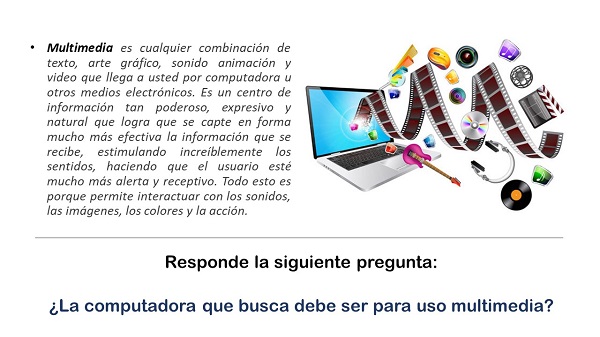 • Multimedia es cualquier combinación de
texto, arte gráfico, sonido animación y
video que llega a usted por computadora u
otros medios electrónicos. Es un centro de
información tan poderoso, expresivo y
natural que logra que se capte en forma
mucho más efectiva la información que se
recibe, estimulando increíblemente los
sentidos, haciendo que el usuario esté
mucho más alerta y receptivo. Todo esto es
porque permite interactuar con los sonidos,
las imágenes, los colores y la acción.
Responde la siguiente pregunta:
¿La computadora que busca debe ser para uso multimedia?